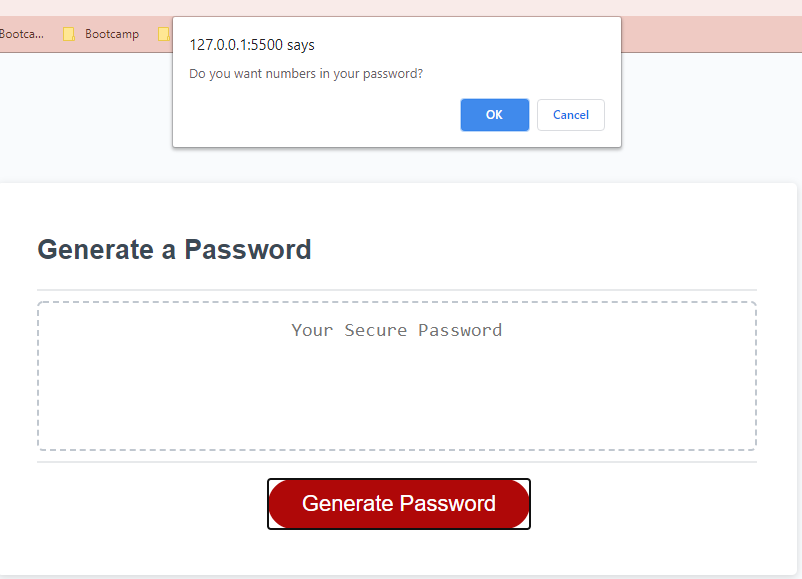 Bootca... Bootcamp
127.0.0.1:5500 says
Do you want numbers in your password?
OK Cancel
Generate a Password
Your Secure Password
Generate Password